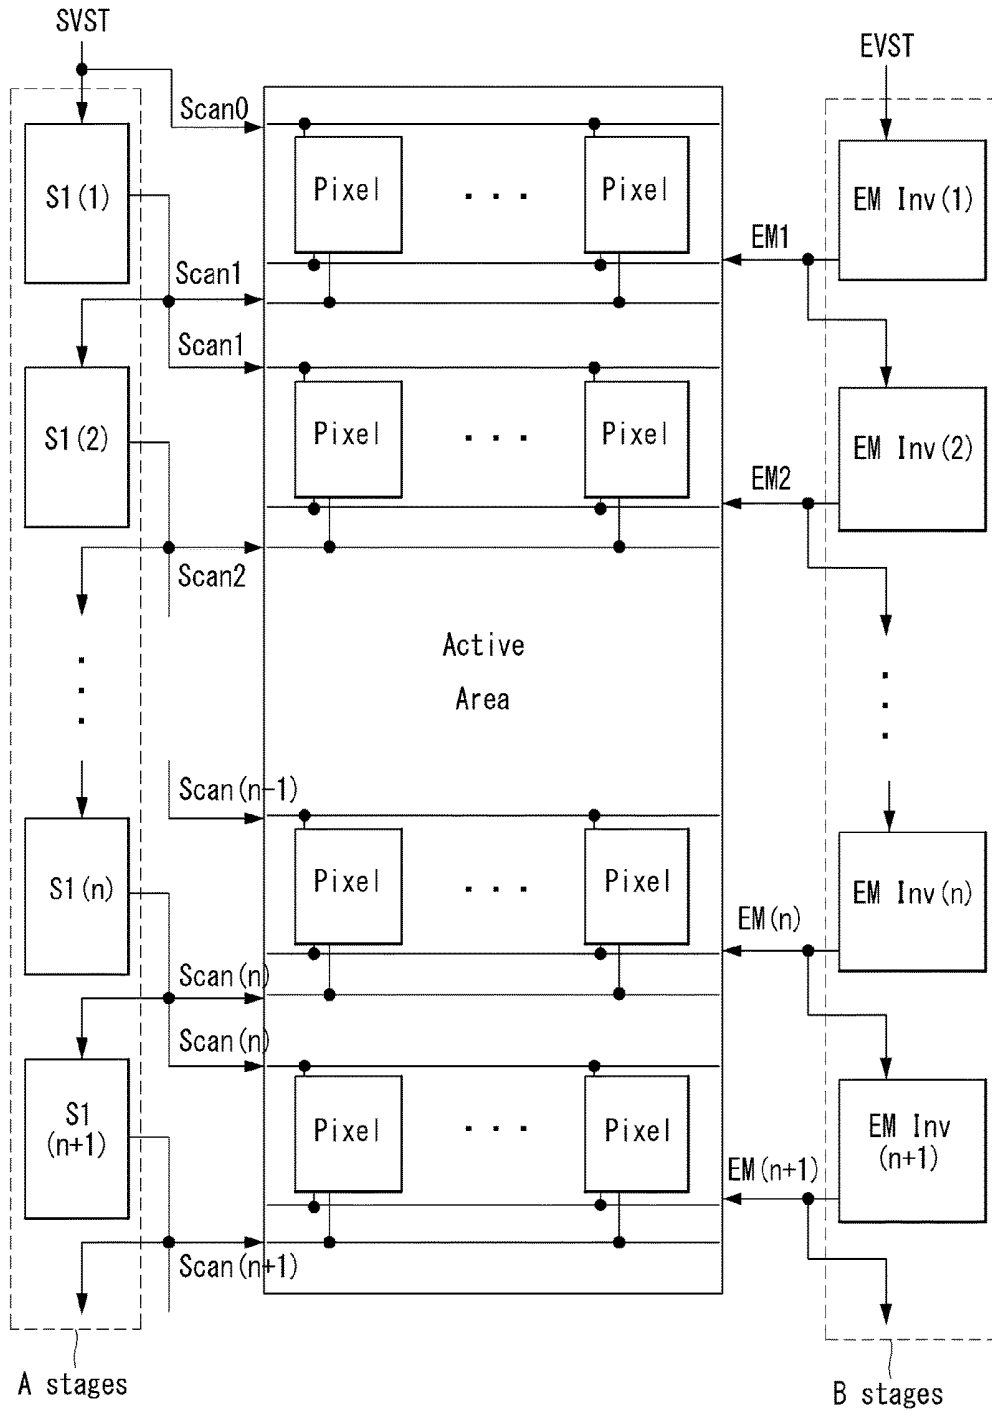 SVST
EVST
Scan0
S1(1)
Pixel
. . .
Pixel
EM Inv(1)
EM1
Scan1
Scan1
S1(2)
Pixel
. . .
Pixel
EM Inv(2)
EM2
Scan2
Active
Area
Scan(n-1)
S1(n)
Pixel
. . .
Pixel
EM Inv(n)
EM(n)
Scan(n)
Scan(n)
S1
(n+1)
Pixel
. . .
Pixel
EM Inv
(n+1)
EM(n+1)
Scan(n+1)
A stages
B stages